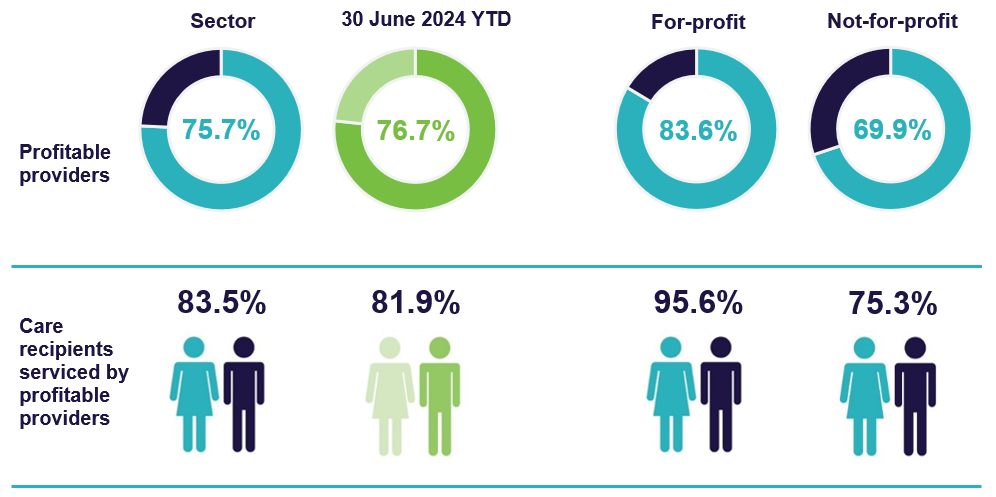 Sector
30 June 2024 YTD
For-profit
Not-for-profit
Profitable
providers
75.7%
76.7%
83.6%
69.9%
Care
recipients
serviced by
profitable
providers
83.5%
81.9%
95.6%
75.3%